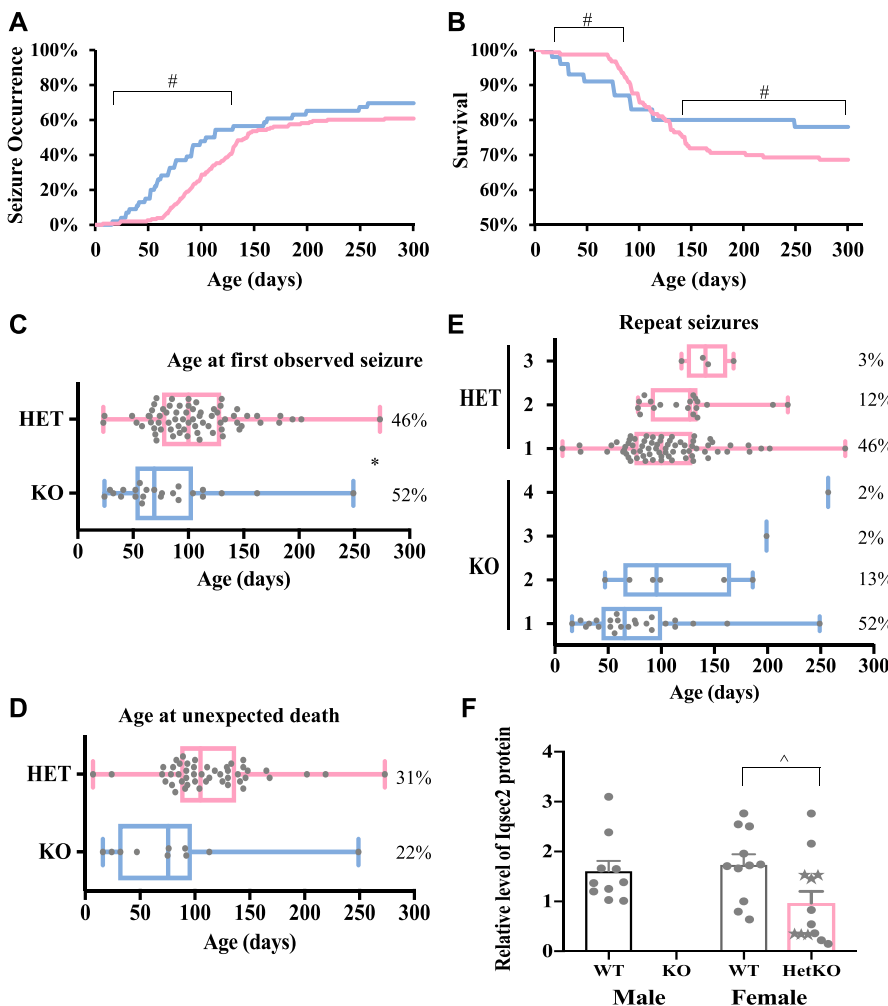 A
100%
80%
60%
40%
20%
0%
Seizure Occurrence
#
0 50 100 150 200 250 300
Age (days)
B
100%
90%
80%
70%
60%
50%
Survival
#
#
0 50 100 150 200 250 300
Age (days)
C
Age at first observed seizure
HET
46%
*
KO
52%
0 50 100 150 200 250 300
Age (days)
D
Age at unexpected death
HET
31%
KO
22%
0 50 100 150 200 250 300
Age (days)
E
Repeat seizures
HET
3
3%
2
12%
1
46%
KO
4
2%
3
2%
2
13%
1
52%
0 50 100 150 200 250 300
Age (days)
F
Relative level of Iqsec2 protein
4
3
2
1
0
^
WT KO WT HetKO
Male Female